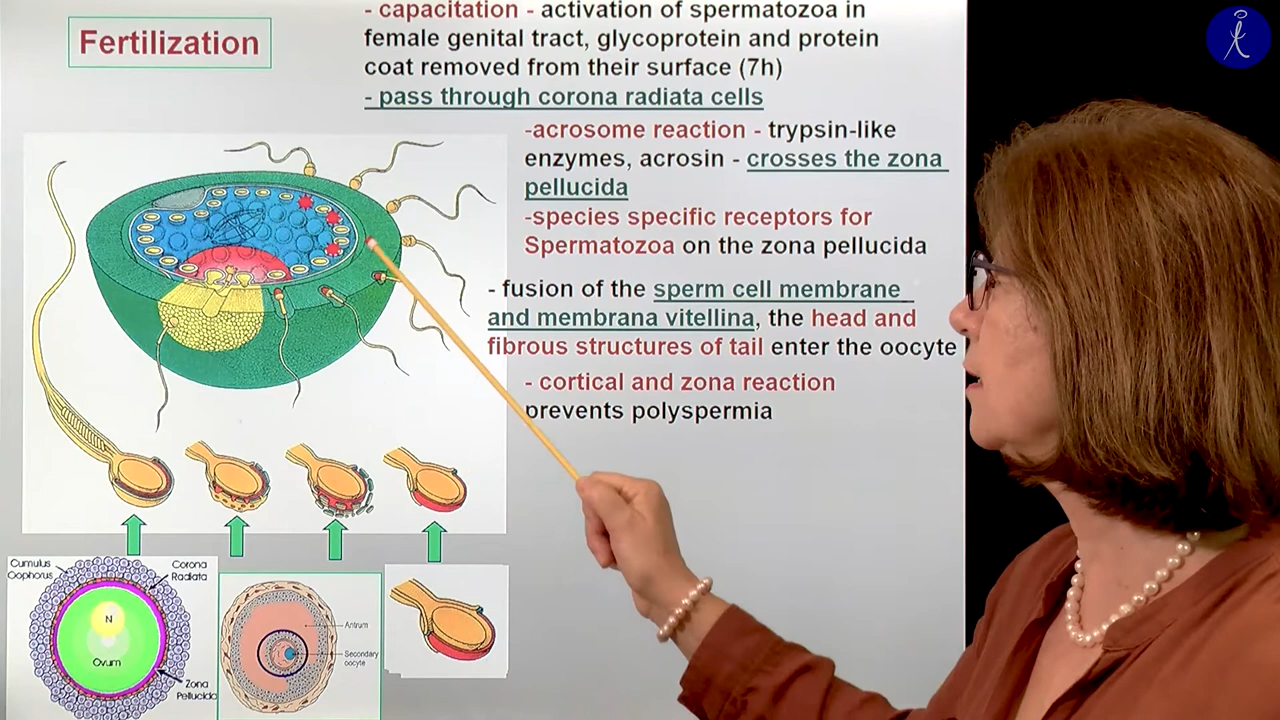 Fertilization
- capacitation - activation of spermatozoa in
female genital tract, glycoprotein and protein
coat removed from their surface (7h)
- pass through corona radiata cells
-acrosome reaction - trypsin-like
enzymes, acrosin - crosses the zona
pellucida
-species specific receptors for
Spermatozoa on the zona pellucida
- fusion of the sperm cell membrane
and membrana vitellina, the head and
fibrous structures of tail enter the oocyte
- cortical and zona reaction
prevents polyspermia
Cumulus
Oophorus
Corona
Radiata
N
Ovum
Zona
Pellucida
Antrum
Secondary
oocyte